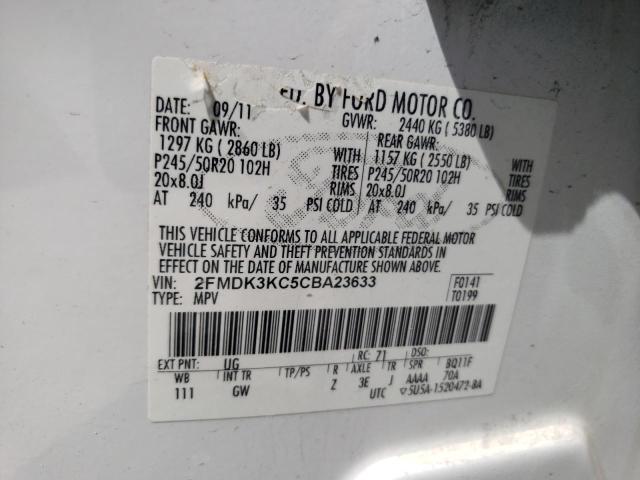 FD. BY FORD MOTOR CO.
DATE: 09/11 GVWR: 2440 KG ( 5380 LB)
FRONT GAWR: REAR GAWR:
1297 KG ( 2860 LB) WITH 1157 KG ( 2550 LB) WITH
P245/50R20 102H TIRES P245/50R20 102H TIRES
20x8.0J RIMS 20x8.0J RIMS
AT 240 kPa/ 35 PSI COLD AT 240 kPa/ 35 PSI COLD
THIS VEHICLE CONFORMS TO ALL APPLICABLE FEDERAL MOTOR
VEHICLE SAFETY AND THEFT PREVENTION STANDARDS IN
EFFECT ON THE DATE OF MANUFACTURE SHOWN ABOVE.
VIN: 2FMDK3KC5CBA23633 F0141
TYPE: MPV T0199
EXT PNT: UG RC: 71 DSO:
WB INT TR TP/PS R AXLE TR SPR BQ11F
111 GW Z 3E J AAAA 70A
UTC ▽5U5A-1520472-BA